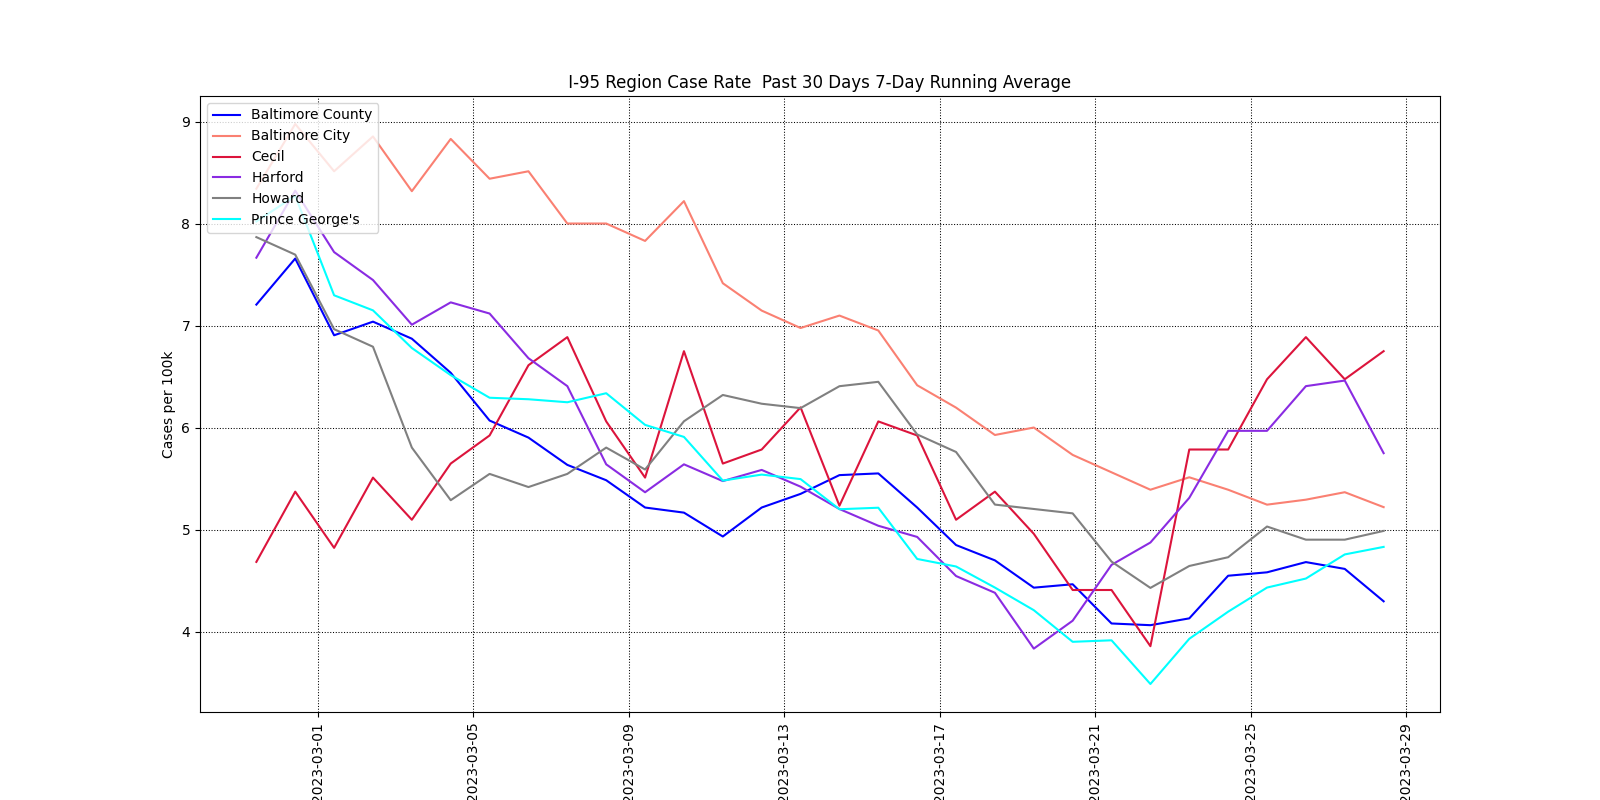 I-95 Region Case Rate  Past 30 Days 7-Day Running Average
Baltimore County
Baltimore City
Cecil
Harford
Howard
Prince George's
Cases per 100k
9
8
7
6
5
4
2023-03-01
2023-03-05
2023-03-09
2023-03-13
2023-03-17
2023-03-21
2023-03-25
2023-03-29